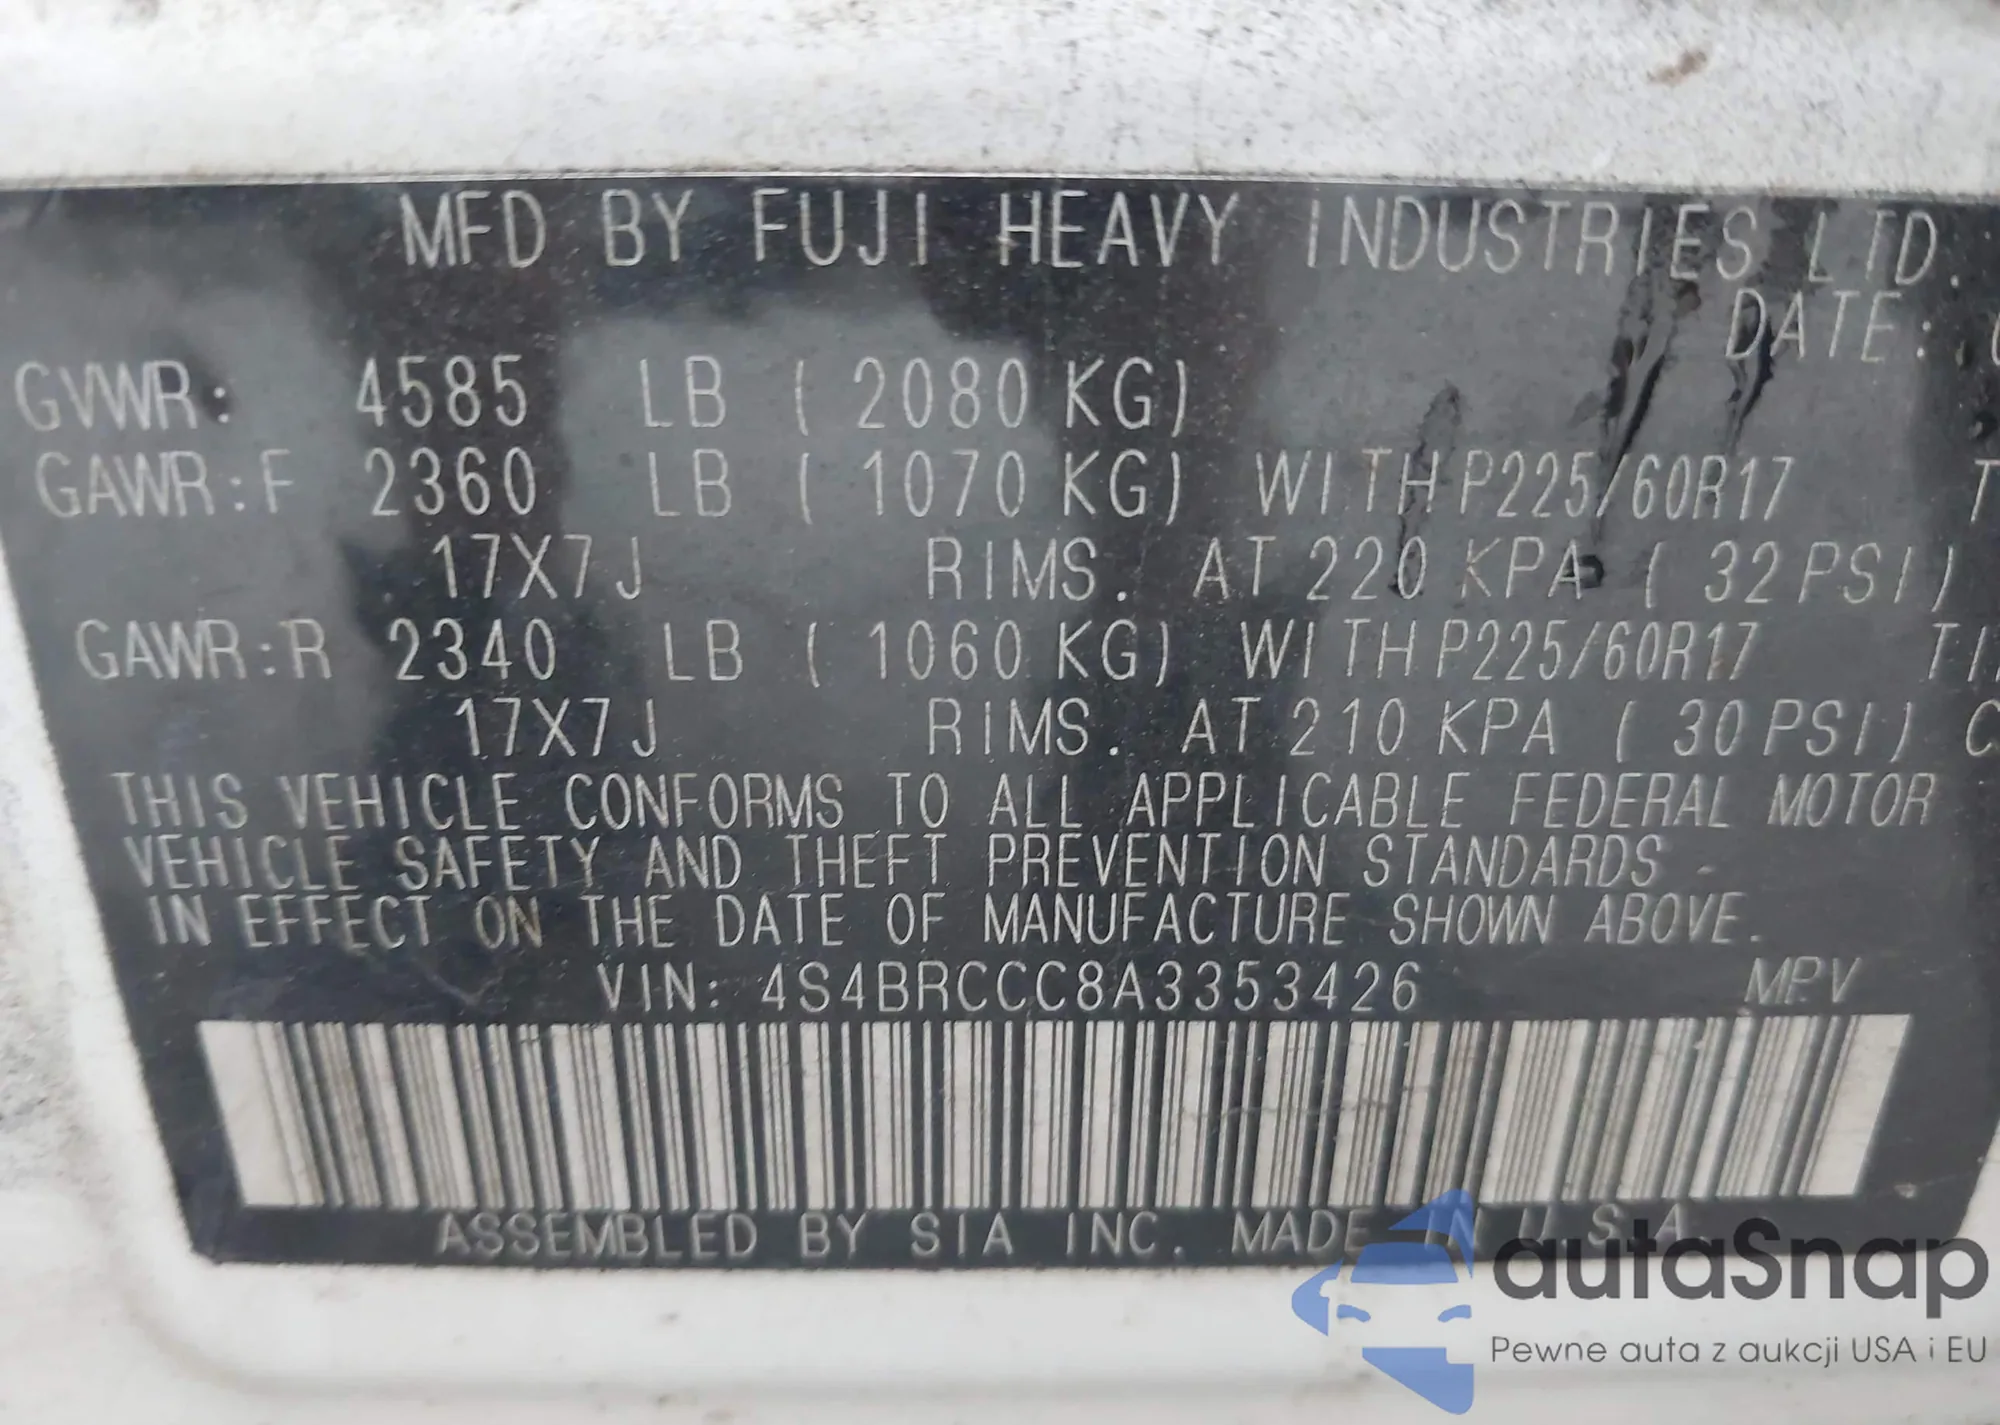 MFD BY FUJI HEAVY INDUSTRIES LTD.
DATE:
GVWR: 4585 LB ( 2080 KG)
GAWR:F 2360 LB ( 1070 KG) WITH P225/60R17
17X7J RIMS. AT 220 KPA ( 32 PSI)
GAWR:R 2340 LB ( 1060 KG) WITH P225/60R17
17X7J RIMS. AT 210 KPA ( 30 PSI) C
THIS VEHICLE CONFORMS TO ALL APPLICABLE FEDERAL MOTOR
VEHICLE SAFETY AND THEFT PREVENTION STANDARDS
IN EFFECT ON THE DATE OF MANUFACTURE SHOWN ABOVE.
VIN: 4S4BRCCC8A3353426 MPV
ASSEMBLED BY SIA INC. MADE IN U.S.A.
autaSnap
Pewne auta z aukcji USA i EU